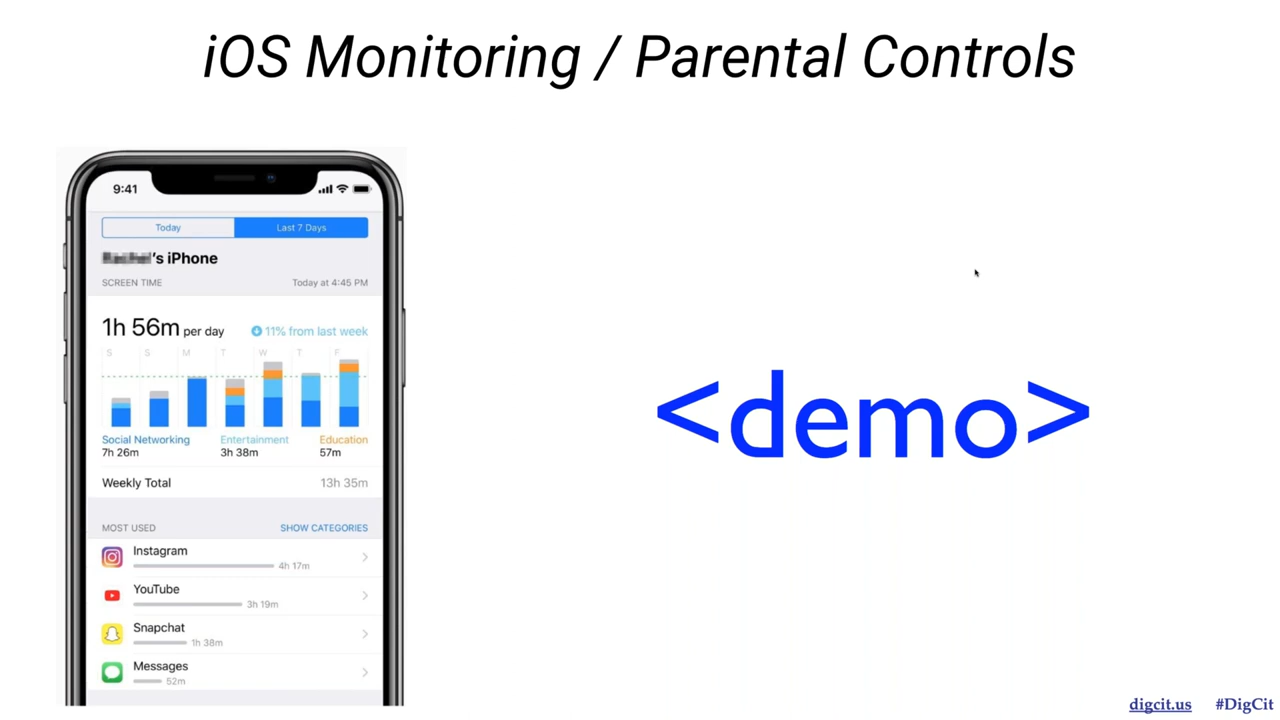 iOS Monitoring / Parental Controls
9:41
Today Last 7 Days
's iPhone
SCREEN TIME Today at 4:45 PM
1h 56m per day 11% from last week
S S M T W T F
Social Networking Entertainment Education
7h 26m 3h 38m 57m
Weekly Total 13h 35m
MOST USED SHOW CATEGORIES
Instagram
4h 17m
YouTube
3h 19m
Snapchat
1h 38m
Messages
52m
<demo>
digcit.us #DigCit